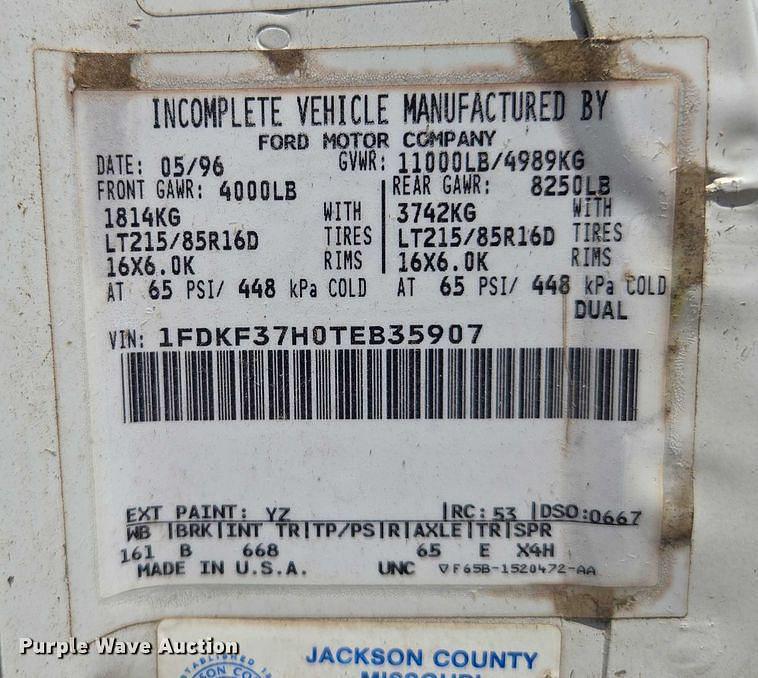 INCOMPLETE VEHICLE MANUFACTURED BY
FORD MOTOR COMPANY
DATE: 05/96 GVWR: 11000LB/4989KG
FRONT GAWR: 4000LB REAR GAWR: 8250LB
1814KG WITH 3742KG WITH
LT215/85R16D TIRES LT215/85R16D TIRES
16X6.0K RIMS 16X6.0K RIMS
AT 65 PSI/ 448 kPa COLD AT 65 PSI/ 448 kPa COLD
DUAL
VIN: 1FDKF37H0TEB35907
EXT PAINT: YZ |RC: 53 |DSO:0667
WB |BRK|INT TR|TP/PS|R|AXLE|TR|SPR
161 B 668 65 E X4H
MADE IN U.S.A. UNC ▽F65B-1520472-AA
Purple Wave Auction
JACKSON COUNTY
MISSOURI